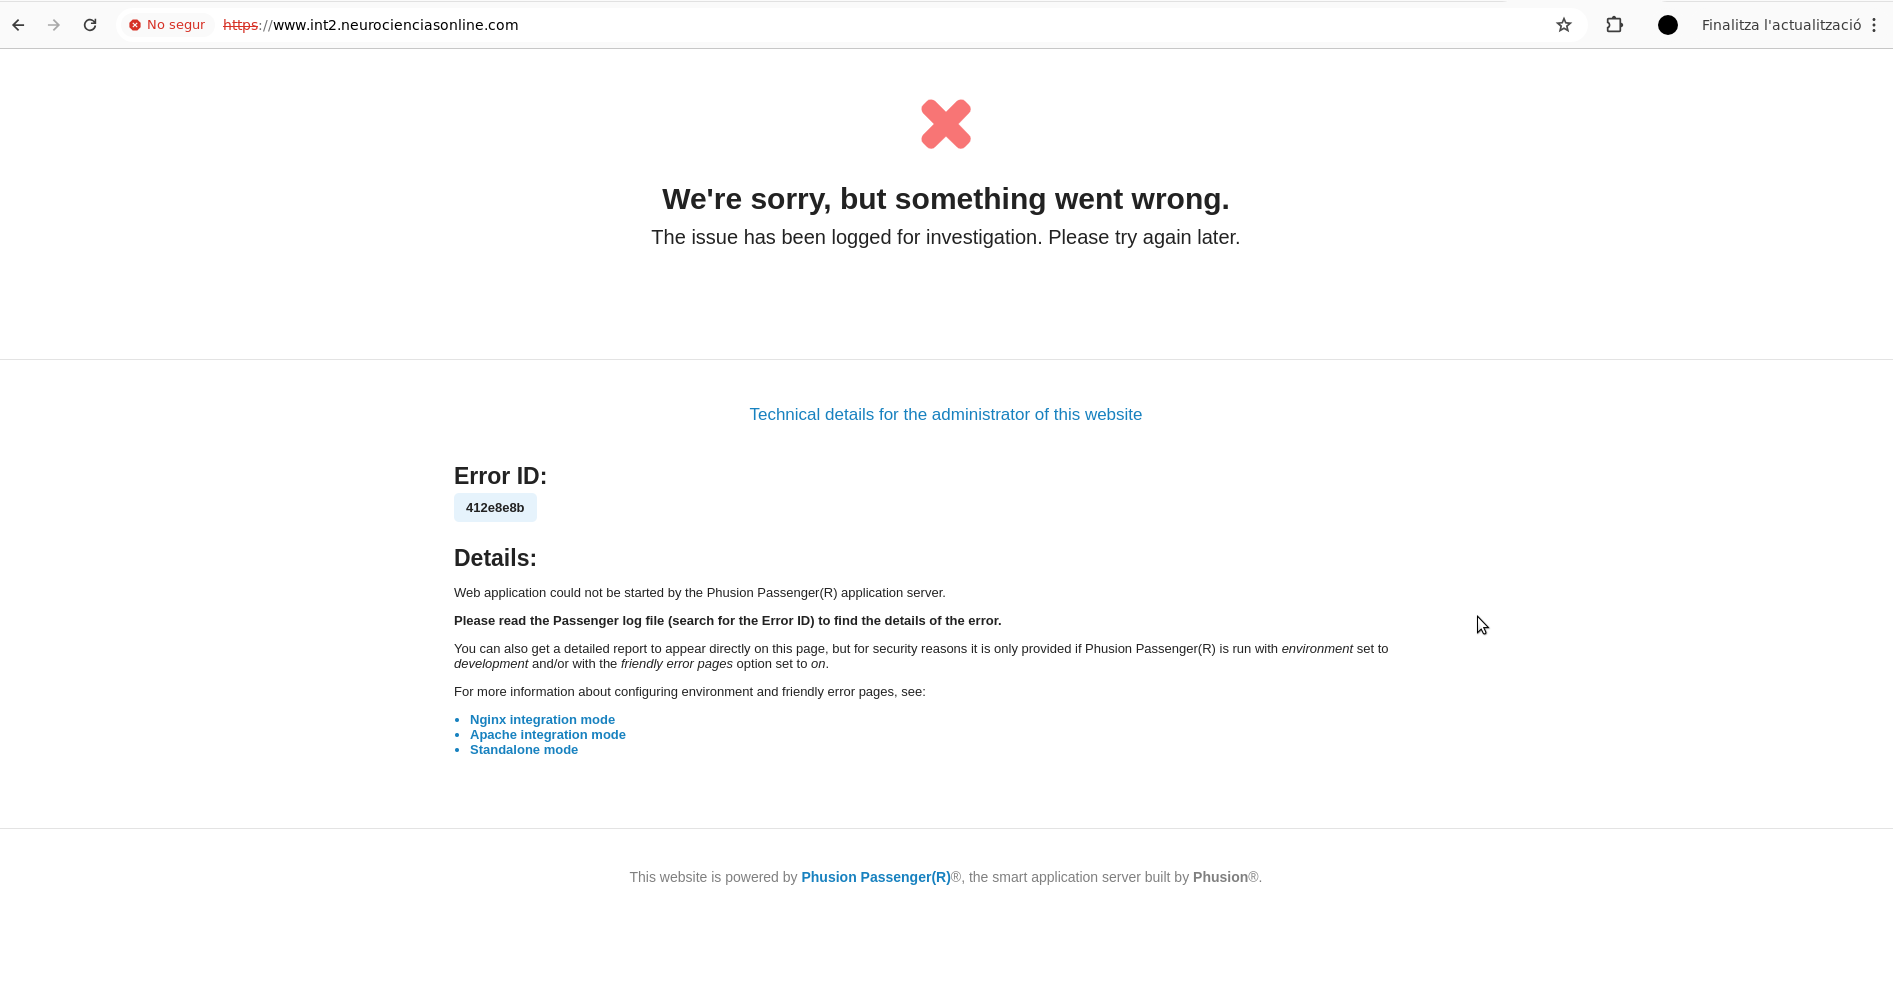 No segur https://www.int2.neurocienciasonline.com Finalitza l'actualització
We're sorry, but something went wrong.
The issue has been logged for investigation. Please try again later.
Technical details for the administrator of this website
Error ID:
412e8e8b
Details:
Web application could not be started by the Phusion Passenger(R) application server.
Please read the Passenger log file (search for the Error ID) to find the details of the error.
You can also get a detailed report to appear directly on this page, but for security reasons it is only provided if Phusion Passenger(R) is run with environment set to
development and/or with the friendly error pages option set to on.
For more information about configuring environment and friendly error pages, see:
• Nginx integration mode
• Apache integration mode
• Standalone mode
This website is powered by Phusion Passenger(R)®, the smart application server built by Phusion®.